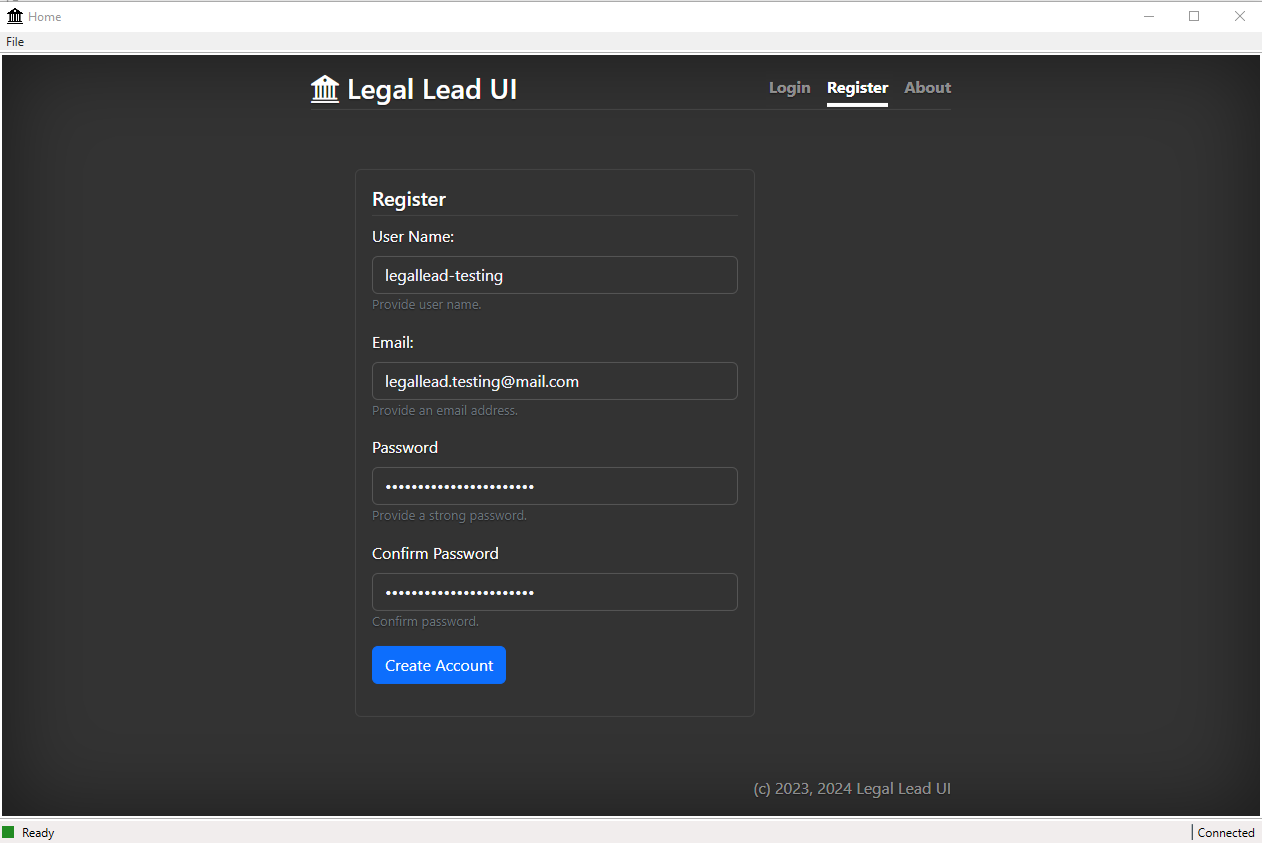 Home
File
Legal Lead UI
Login Register About
Register
User Name:
legallead-testing
Provide user name.
Email:
legallead.testing@mail.com
Provide an email address.
Password
•••••••••••••••••••••••
Provide a strong password.
Confirm Password
•••••••••••••••••••••••
Confirm password.
Create Account
(c) 2023, 2024 Legal Lead UI
Ready
Connected